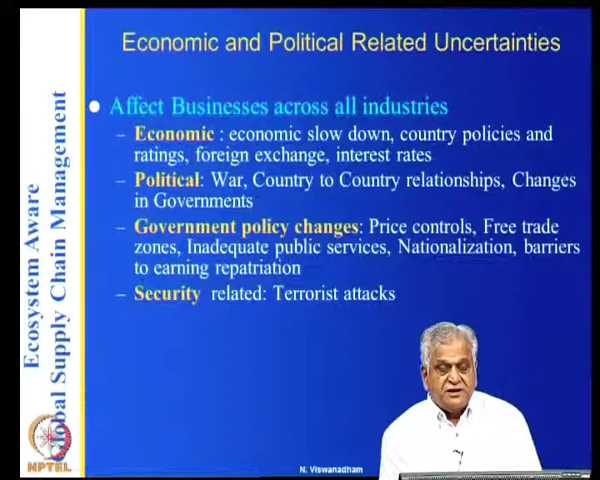 Economic and Political Related Uncertainties
Affect Businesses across all industries
– Economic : economic slow down, country policies and
ratings, foreign exchange, interest rates
– Political: War, Country to Country relationships, Changes
in Governments
– Government policy changes: Price controls, Free trade
zones, Inadequate public services, Nationalization, barriers
to earning repatriation
– Security related: Terrorist attacks
Ecosystem Aware
Global Supply Chain Management
NPTEL
N. Viswanadham